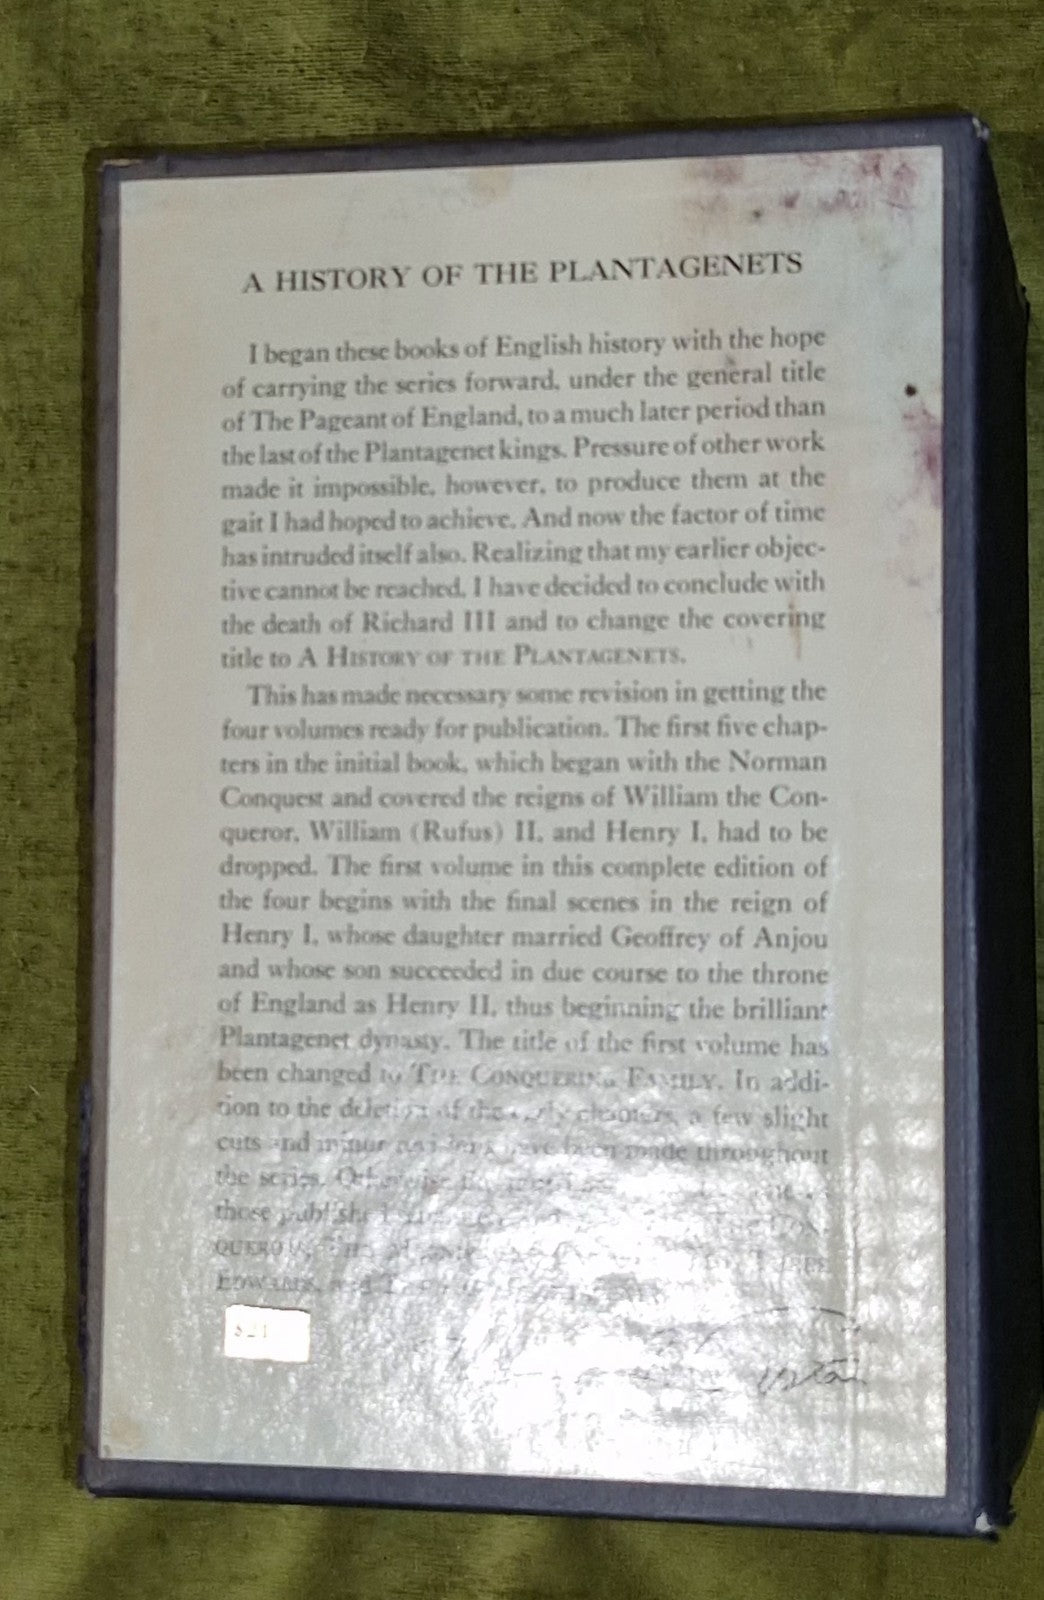 A HISTORY OF THE PLANTAGENETS
I began these books of English history with the hope
of carrying the series forward, under the general title
of The Pageant of England, to a much later period than
the last of the Plantagenet kings. Pressure of other work
made it impossible, however, to produce them at the
gait I had hoped to achieve. And now the factor of time
has intruded itself also. Realizing that my earlier objec-
tive cannot be reached, I have decided to conclude with
the death of Richard III and to change the covering
title to A HISTORY OF THE PLANTAGENETS.
This has made necessary some revision in getting the
four volumes ready for publication. The first five chap-
ters in the initial book, which began with the Norman
Conquest and covered the reigns of William the Con-
queror, William (Rufus) II, and Henry I, had to be
dropped. The first volume in this complete edition of
the four begins with the final scenes in the reign of
Henry I, whose daughter married Geoffrey of Anjou
and whose son succeeded in due course to the throne
of England as Henry II, thus beginning the brilliant
Plantagenet dynasty. The title of the first volume has
been changed to THE CONQUERING FAMILY. In addi-
tion to the deletion of the early chapters, a few slight
cuts and minor have been made throughout
the series.
those published
QUERORS, THREE
EDWARDS, and